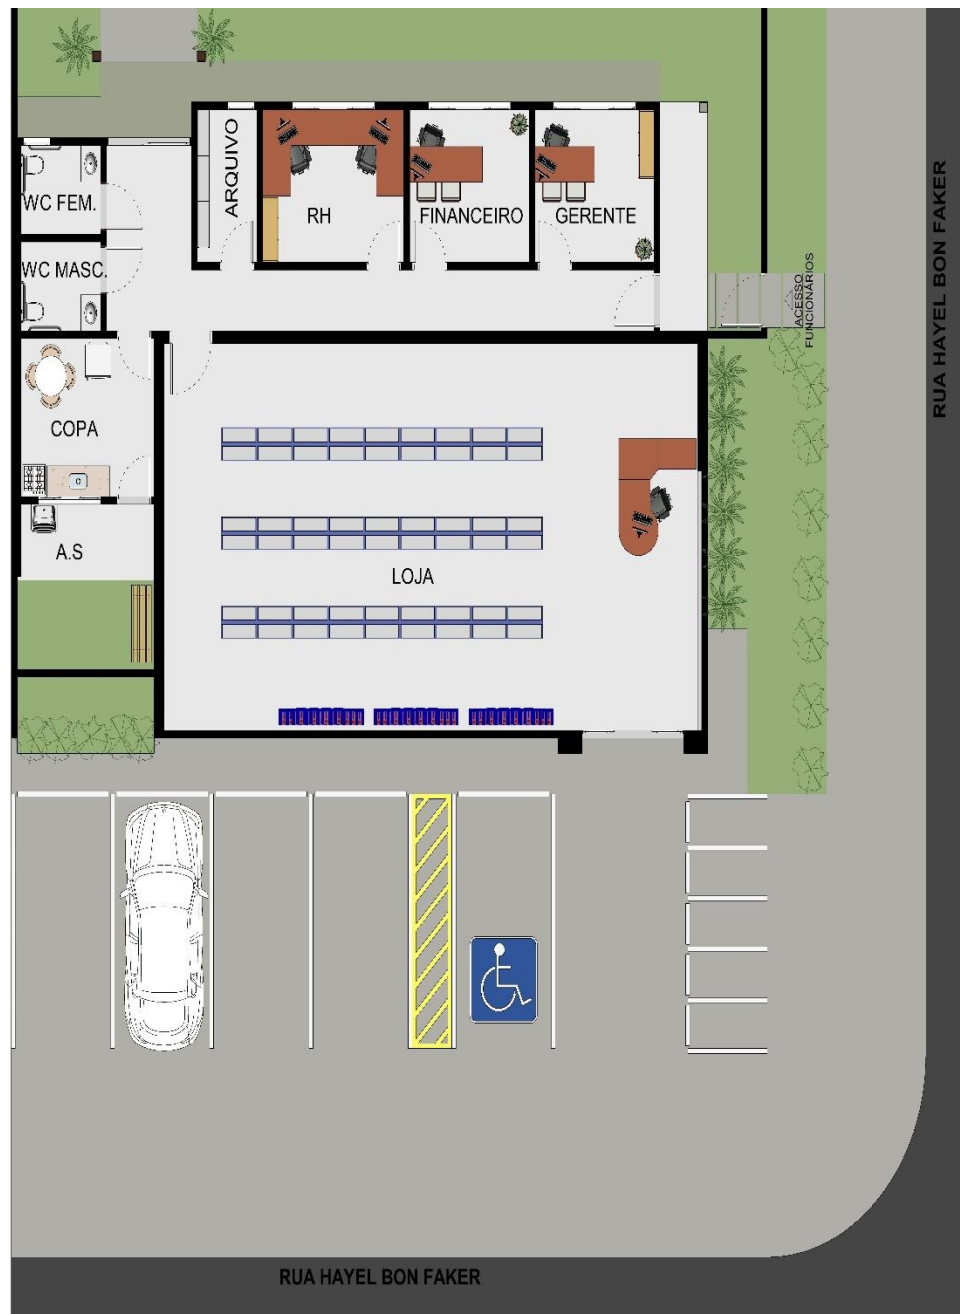 ARQUIVO
WC FEM.
RH
FINANCEIRO
GERENTE
WC MASC.
ACESSO
FUNCIONÁRIOS
RUA HAYEL BON FAKER
COPA
A.S
LOJA
RUA HAYEL BON FAKER